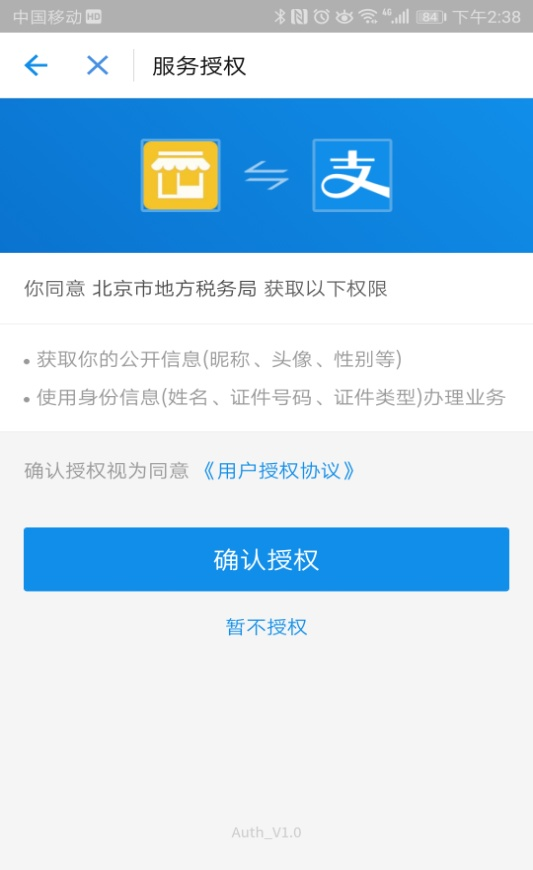 中国移动 HD 4G 84 下午2:38
服务授权
支
你同意 北京市地方税务局 获取以下权限
• 获取你的公开信息(昵称、头像、性别等)
• 使用身份信息(姓名、证件号码、证件类型)办理业务
确认授权视为同意 《用户授权协议》
确认授权
暂不授权
Auth_V1.0